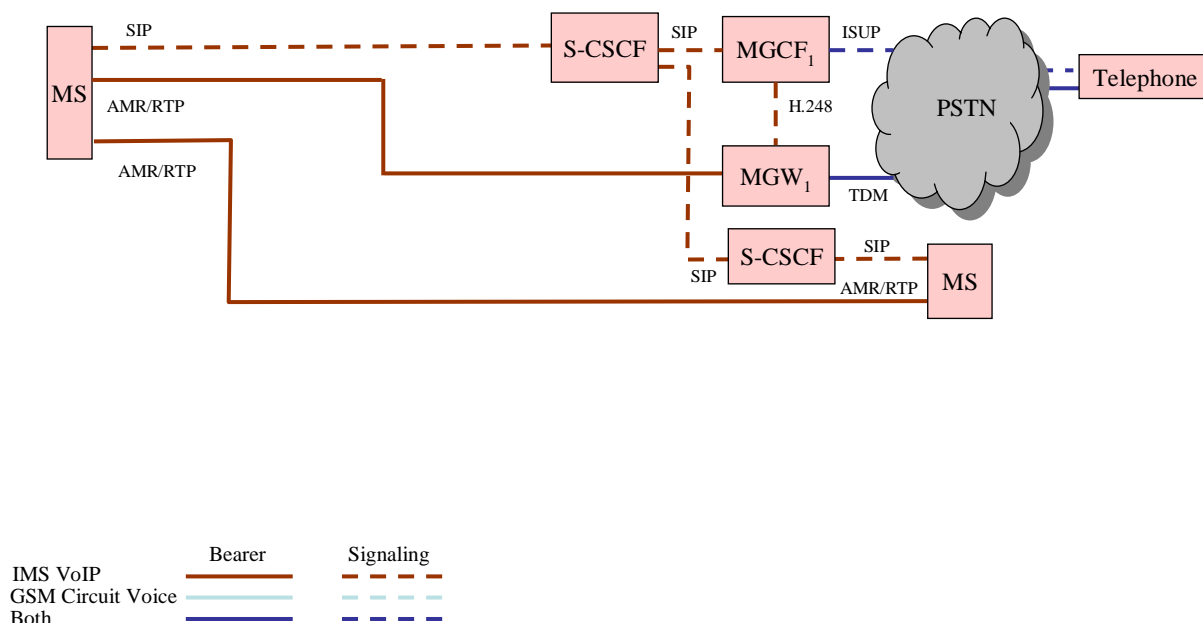 SIP
S-CSCF
SIP
MGCF₁
ISUP
MS
AMR/RTP
H.248
PSTN
Telephone
AMR/RTP
MGW₁
TDM
S-CSCF
SIP
SIP
AMR/RTP
MS
Bearer Signaling
IMS VoIP
GSM Circuit Voice
Both